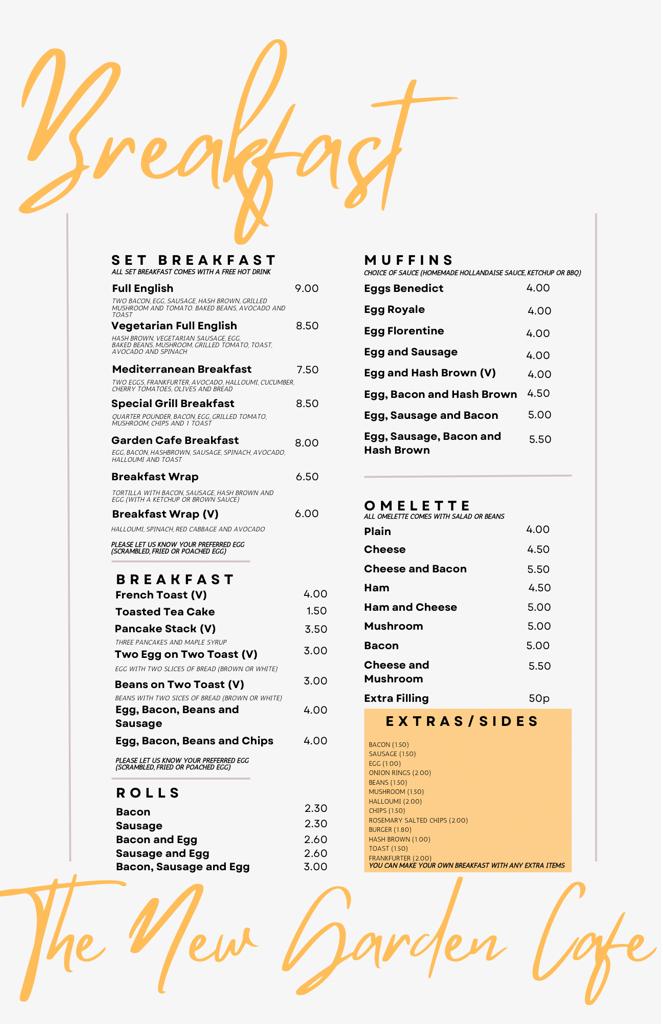 Breakfast
SET BREAKFAST
ALL SET BREAKFAST COMES WITH A FREE HOT DRINK
Full English 9.00
TWO BACON, EGG, SAUSAGE, HASH BROWN, GRILLED
MUSHROOM AND TOMATO. BAKED BEANS, AVOCADO AND
TOAST
Vegetarian Full English 8.50
HASH BROWN, VEGETARIAN SAUSAGE, EGG,
BAKED BEANS, MUSHROOM, GRILLED TOMATO, TOAST,
AVOCADO AND SPINACH
Mediterranean Breakfast 7.50
TWO EGGS, FRANKFURTER, AVOCADO, HALLOUMI, CUCUMBER,
CHERRY TOMATOES, OLIVES AND BREAD
Special Grill Breakfast 8.50
QUARTER POUNDER, BACON, EGG, GRILLED TOMATO,
MUSHROOM, CHIPS AND 1 TOAST
Garden Cafe Breakfast 8.00
EGG, BACON, HASHBROWN, SAUSAGE, SPINACH, AVOCADO,
HALLOUMI AND TOAST
Breakfast Wrap 6.50
TORTILLA WITH BACON, SAUSAGE, HASH BROWN AND
EGG (WITH A KETCHUP OR BROWN SAUCE)
Breakfast Wrap (V) 6.00
HALLOUMI, SPINACH, RED CABBAGE AND AVOCADO
PLEASE LET US KNOW YOUR PREFERRED EGG
(SCRAMBLED, FRIED OR POACHED EGG)
BREAKFAST
French Toast (V) 4.00
Toasted Tea Cake 1.50
Pancake Stack (V) 3.50
THREE PANCAKES AND MAPLE SYRUP
Two Egg on Two Toast (V) 3.00
EGG WITH TWO SLICES OF BREAD (BROWN OR WHITE)
Beans on Two Toast (V) 3.00
BEANS WITH TWO SICES OF BREAD (BROWN OR WHITE)
Egg, Bacon, Beans and 4.00
Sausage
Egg, Bacon, Beans and Chips 4.00
PLEASE LET US KNOW YOUR PREFERRED EGG
(SCRAMBLED, FRIED OR POACHED EGG)
ROLLS
Bacon 2.30
Sausage 2.30
Bacon and Egg 2.60
Sausage and Egg 2.60
Bacon, Sausage and Egg 3.00
MUFFINS
CHOICE OF SAUCE (HOMEMADE HOLLANDAISE SAUCE, KETCHUP OR BBQ)
Eggs Benedict 4.00
Egg Royale 4.00
Egg Florentine 4.00
Egg and Sausage 4.00
Egg and Hash Brown (V) 4.00
Egg, Bacon and Hash Brown 4.50
Egg, Sausage and Bacon 5.00
Egg, Sausage, Bacon and 5.50
Hash Brown
OMELETTE
ALL OMELETTE COMES WITH SALAD OR BEANS
Plain 4.00
Cheese 4.50
Cheese and Bacon 5.50
Ham 4.50
Ham and Cheese 5.00
Mushroom 5.00
Bacon 5.00
Cheese and 5.50
Mushroom
Extra Filling 50p
EXTRAS/SIDES
BACON (1.50)
SAUSAGE (1.50)
EGG (1.00)
ONION RINGS (2.00)
BEANS (1.50)
MUSHROOM (1.50)
HALLOUMI (2.00)
CHIPS (1.50)
ROSEMARY SALTED CHIPS (2.00)
BURGER (1.80)
HASH BROWN (1.00)
TOAST (1.50)
FRANKFURTER (2.00)
YOU CAN MAKE YOUR OWN BREAKFAST WITH ANY EXTRA ITEMS
The New Garden Cafe